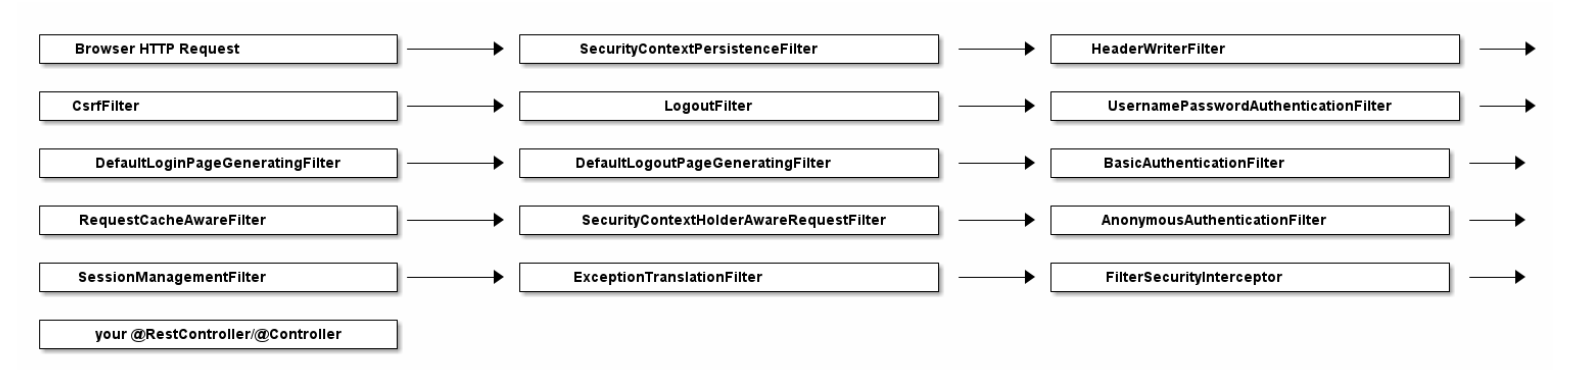 Browser HTTP Request
SecurityContextPersistenceFilter
HeaderWriterFilter
CsrfFilter
LogoutFilter
UsernamePasswordAuthenticationFilter
DefaultLoginPageGeneratingFilter
DefaultLogoutPageGeneratingFilter
BasicAuthenticationFilter
RequestCacheAwareFilter
SecurityContextHolderAwareRequestFilter
AnonymousAuthenticationFilter
SessionManagementFilter
ExceptionTranslationFilter
FilterSecurityInterceptor
your @RestController/@Controller